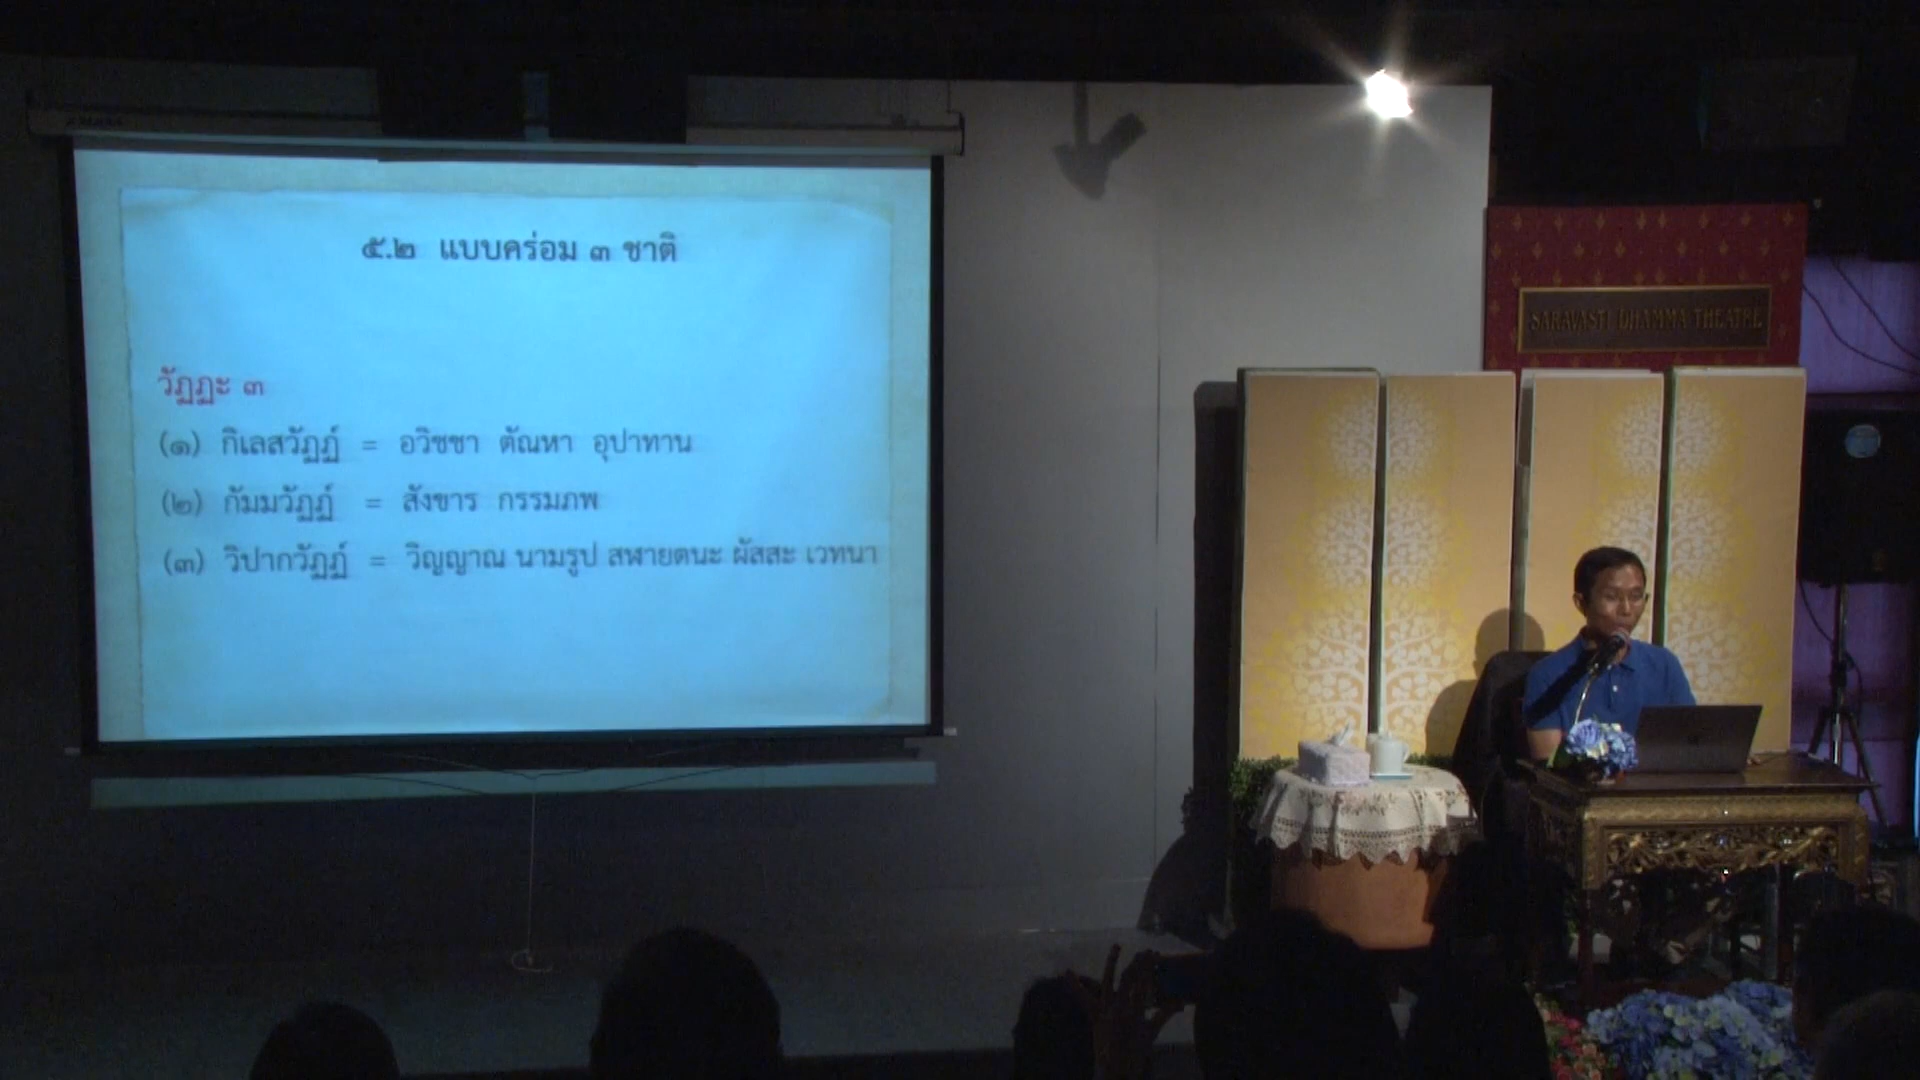 ๕.๒ แบบคร่อม ๓ ชาติ
วัฏฏะ ๓
(๑) กิเลสวัฏฏ์ = อวิชชา ตัณหา อุปาทาน
(๒) กัมมวัฏฏ์ = สังขาร กรรมภพ
(๓) วิปากวัฏฏ์ = วิญญาณ นามรูป สฬายตนะ ผัสสะ เวทนา
SARAVASTI DHAMMA THEATRE